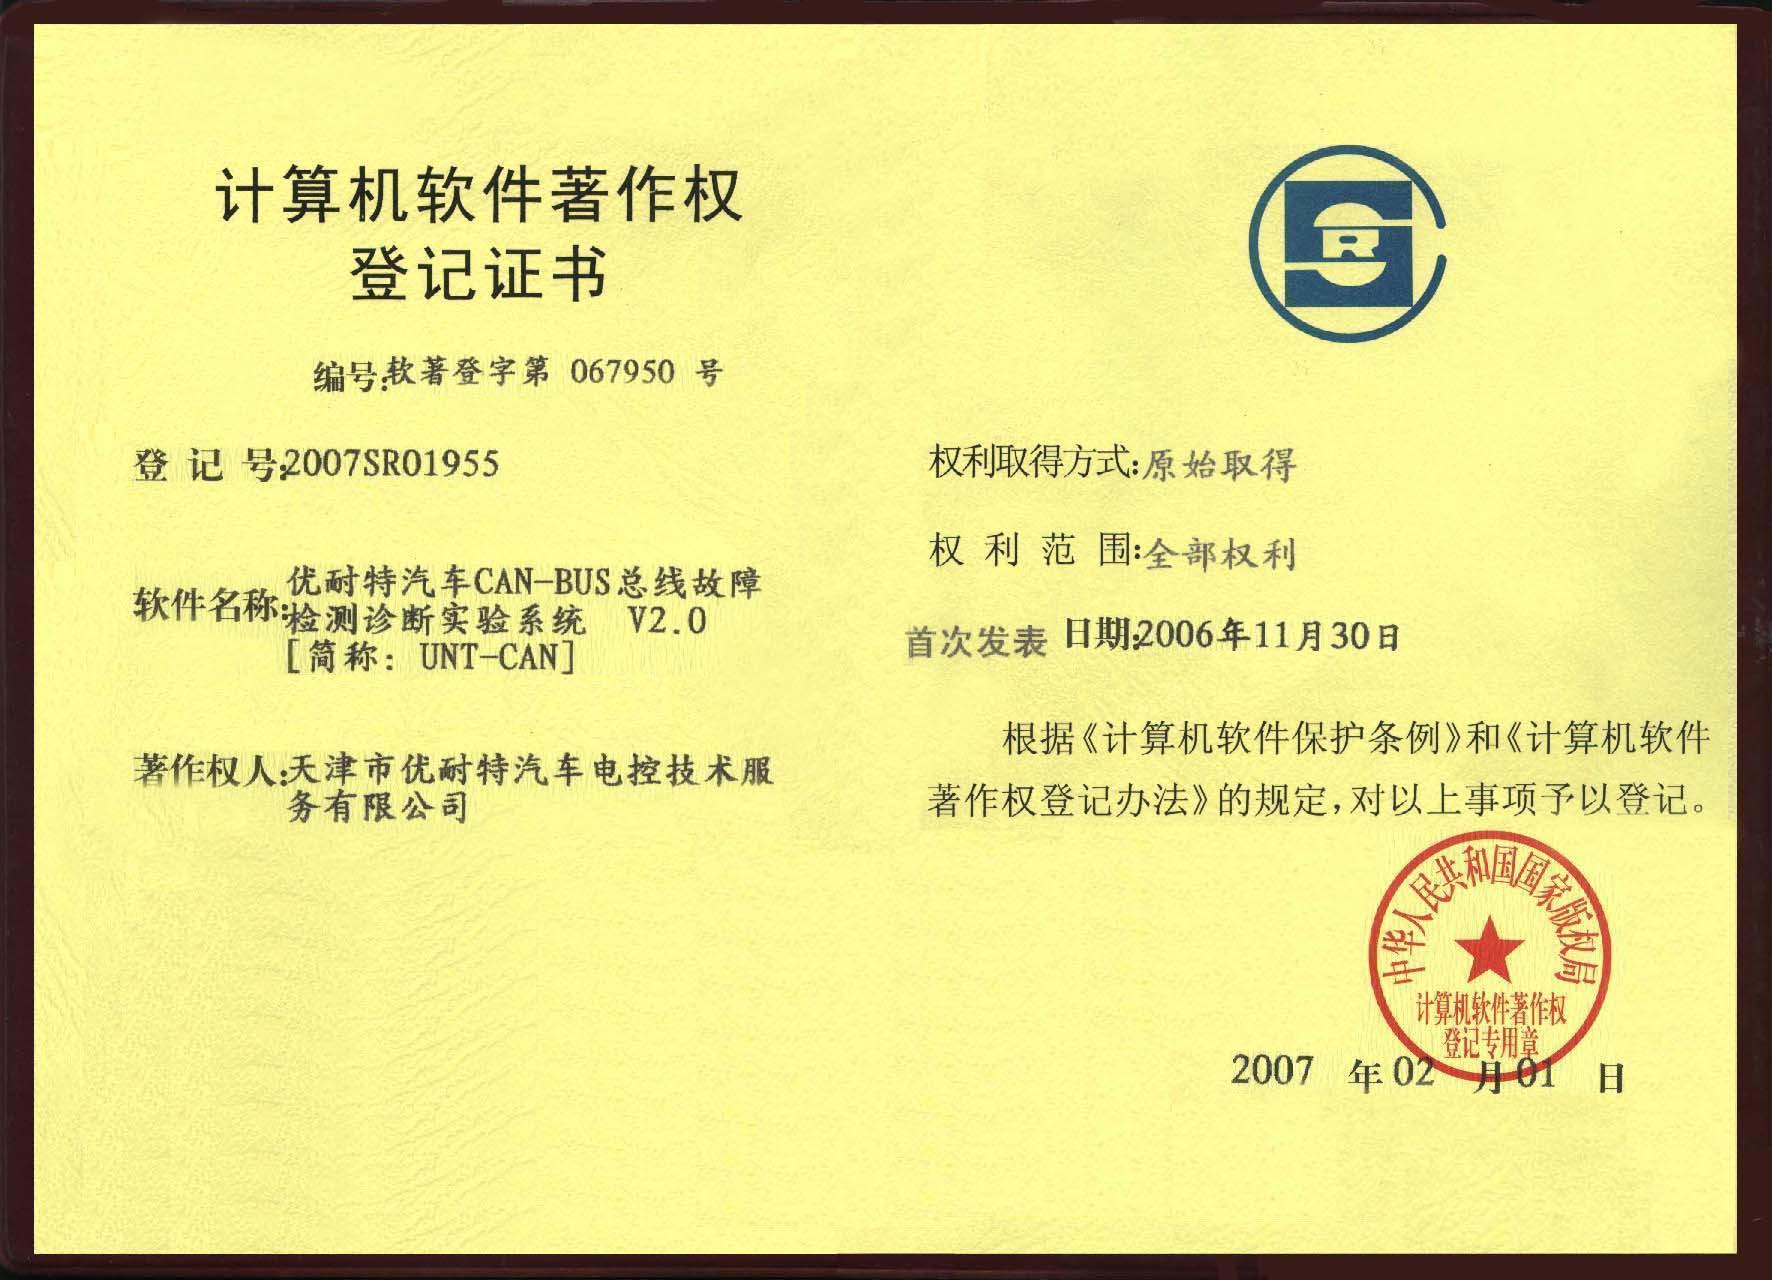 计算机软件著作权
登记证书
编号:软著登字第 067950 号
登 记 号:2007SR01955
软件名称:优耐特汽车CAN-BUS总线故障
检测诊断实验系统 V2.0
[简称: UNT-CAN]
著作权人:天津市优耐特汽车电控技术服
务有限公司
R
权利取得方式:原始取得
权 利 范 围:全部权利
首次发表 日期:2006年11月30日
根据《计算机软件保护条例》和《计算机软件
著作权登记办法》的规定,对以上事项予以登记。
中华人民共和国国家版权局
计算机软件著作权
登记专用章
2007 年 02 月 01 日